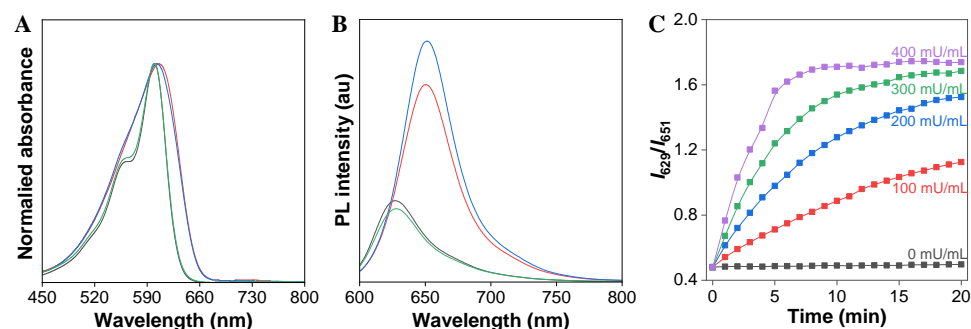 A
Normalied absorbance
450 520 590 660 730 800
Wavelength (nm)
B
PL intensity (au)
600 650 700 750 800
Wavelength (nm)
C
I629/I651
2.0
1.6
1.2
0.8
0.4
400 mU/mL
300 mU/mL
200 mU/mL
100 mU/mL
0 mU/mL
0 5 10 15 20
Time (min)